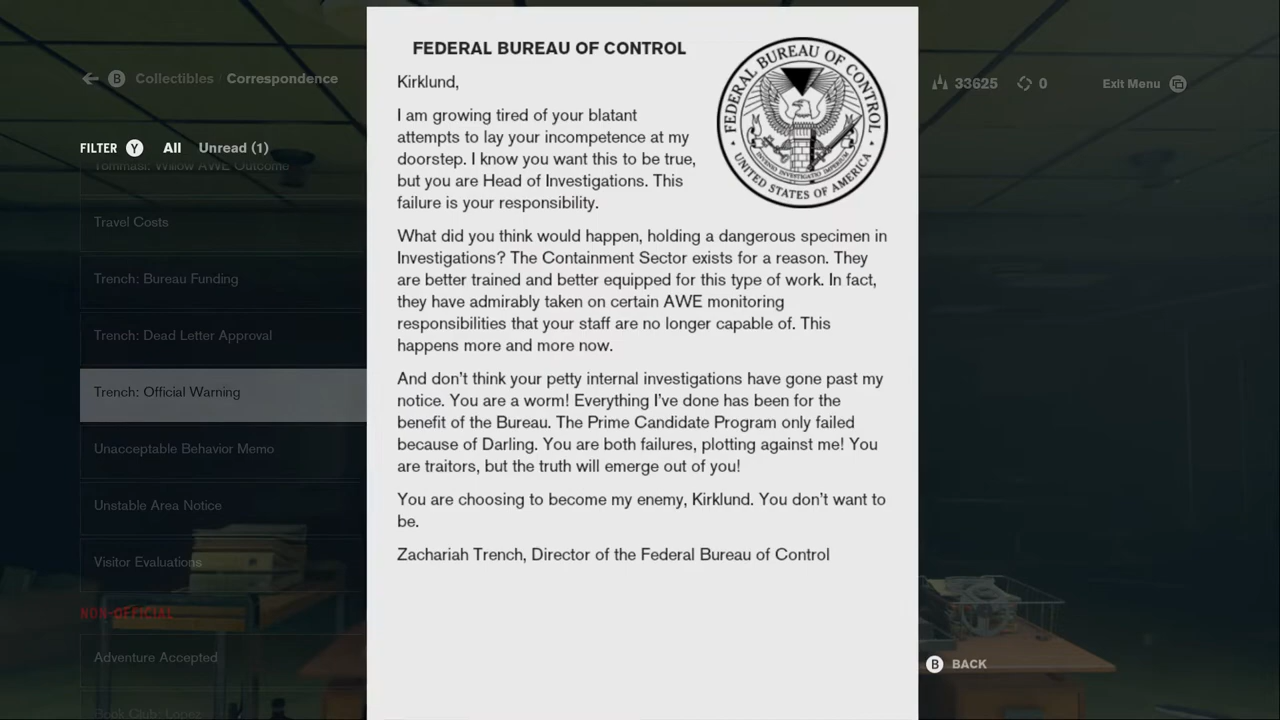 FEDERAL BUREAU OF CONTROL
FEDERAL BUREAU OF CONTROL
UNITED STATES OF AMERICA
INVENIO INVESTIGATIO IMPERIUM
B Collectibles / Correspondence
33625
0
Exit Menu
FILTER Y All Unread (1)
Tommasi: Willow AWE Outcome
Travel Costs
Trench: Bureau Funding
Trench: Dead Letter Approval
Trench: Official Warning
Unacceptable Behavior Memo
Unstable Area Notice
Visitor Evaluations
NON-OFFICIAL
Adventure Accepted
Book Club: Lopez
Kirklund,
I am growing tired of your blatant
attempts to lay your incompetence at my
doorstep. I know you want this to be true,
but you are Head of Investigations. This
failure is your responsibility.
What did you think would happen, holding a dangerous specimen in
Investigations? The Containment Sector exists for a reason. They
are better trained and better equipped for this type of work. In fact,
they have admirably taken on certain AWE monitoring
responsibilities that your staff are no longer capable of. This
happens more and more now.
And don't think your petty internal investigations have gone past my
notice. You are a worm! Everything I've done has been for the
benefit of the Bureau. The Prime Candidate Program only failed
because of Darling. You are both failures, plotting against me! You
are traitors, but the truth will emerge out of you!
You are choosing to become my enemy, Kirklund. You don't want to
be.
Zachariah Trench, Director of the Federal Bureau of Control
B BACK